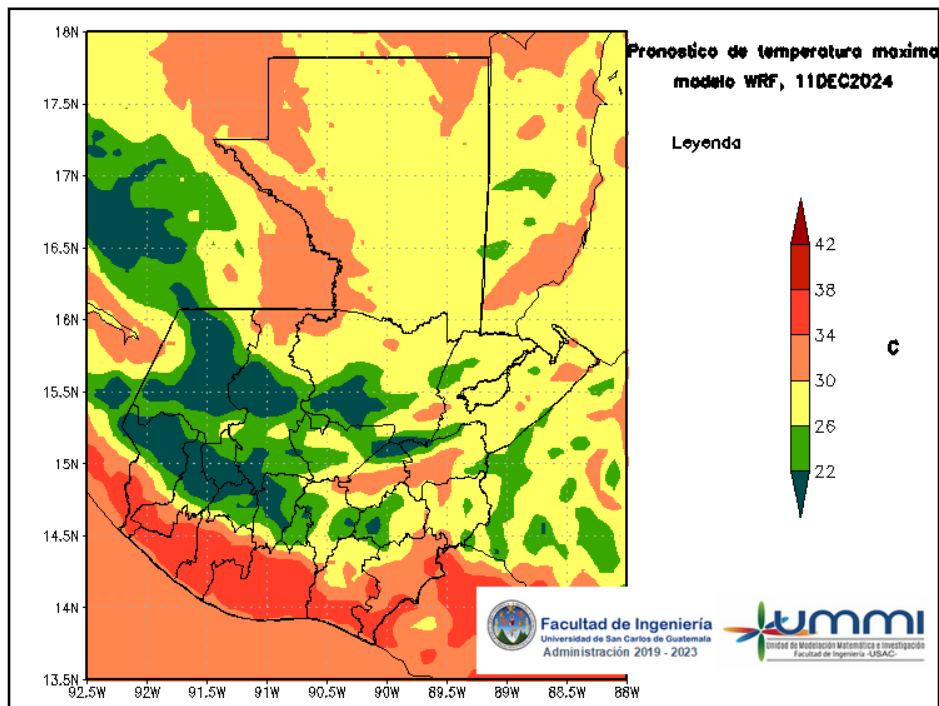 Pronostico de temperatura maxima
modelo WRF, 11DEC2024
Leyenda
42
38
34
30
26
22
C
18N
17.5N
17N
16.5N
16N
15.5N
15N
14.5N
14N
13.5N
92.5W
92W
91.5W
91W
90.5W
90W
89.5W
89W
88.5W
88W
Facultad de Ingeniería
Universidad de San Carlos de Guatemala
Administración 2019 - 2023
UMMI
Unidad de Modelación Matemática e Investigación
Facultad de Ingeniería -USAC-